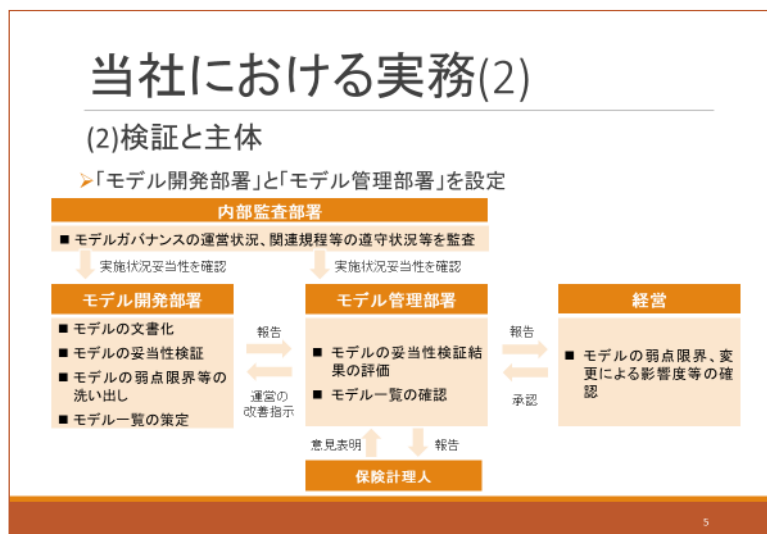 当社における実務(2)
(2)検証と主体
➢「モデル開発部署」と「モデル管理部署」を設定
内部監査部署
■ モデルガバナンスの運営状況、関連規程等の遵守状況等を監査
実施状況妥当性を確認
実施状況妥当性を確認
モデル開発部署
■ モデルの文書化
■ モデルの妥当性検証
■ モデルの弱点限界等の
洗い出し
■ モデル一覧の策定
報告
運営の
改善指示
モデル管理部署
■ モデルの妥当性検証結
果の評価
■ モデル一覧の確認
報告
承認
経営
■ モデルの弱点限界、変
更による影響度等の確
認
意見表明
報告
保険計理人
5